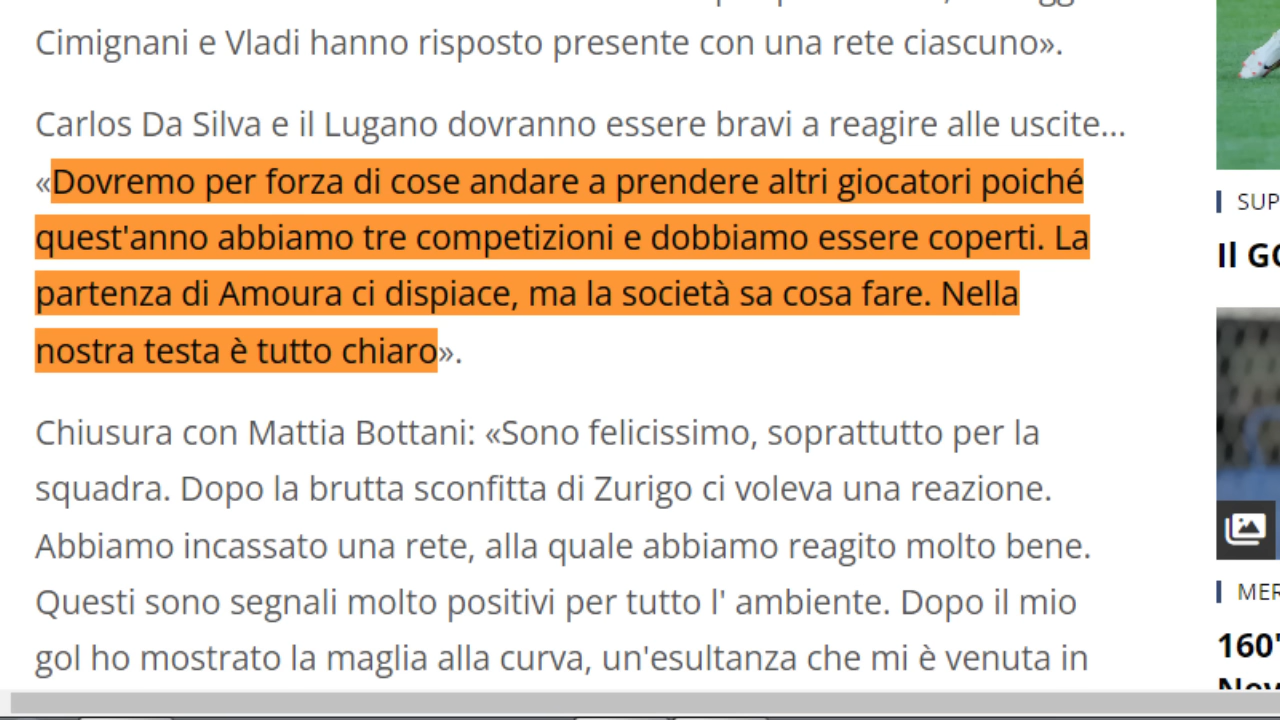 Cimignani e Vladi hanno risposto presente con una rete ciascuno».
Carlos Da Silva e il Lugano dovranno essere bravi a reagire alle uscite...
«Dovremo per forza di cose andare a prendere altri giocatori poiché
quest'anno abbiamo tre competizioni e dobbiamo essere coperti. La
partenza di Amoura ci dispiace, ma la società sa cosa fare. Nella
nostra testa è tutto chiaro».
Chiusura con Mattia Bottani: «Sono felicissimo, soprattutto per la
squadra. Dopo la brutta sconfitta di Zurigo ci voleva una reazione.
Abbiamo incassato una rete, alla quale abbiamo reagito molto bene.
Questi sono segnali molto positivi per tutto l' ambiente. Dopo il mio
gol ho mostrato la maglia alla curva, un'esultanza che mi è venuta in
SUP
Il GO
MER
160'